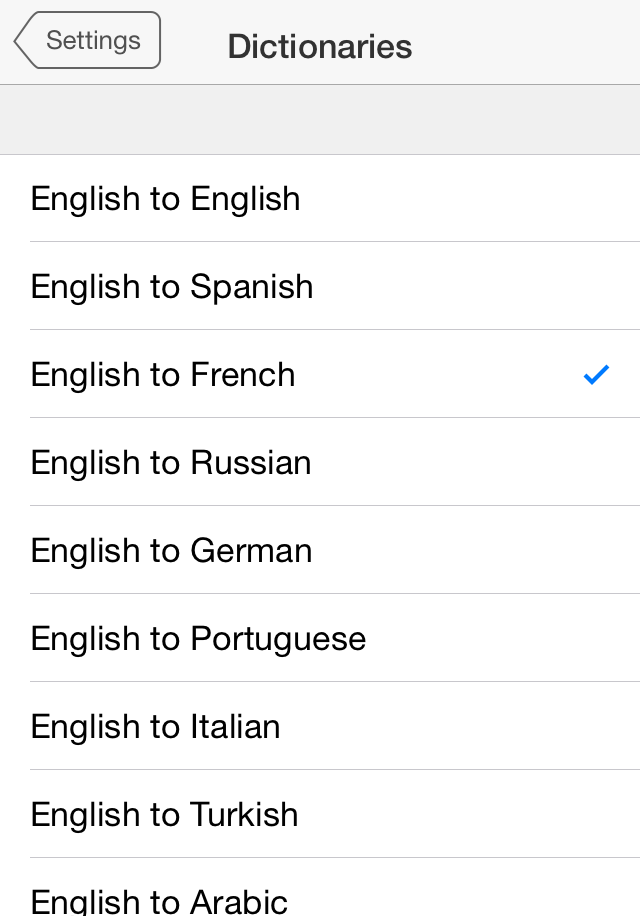 Settings
Dictionaries
English to English
English to Spanish
English to French
English to Russian
English to German
English to Portuguese
English to Italian
English to Turkish
English to Arabic